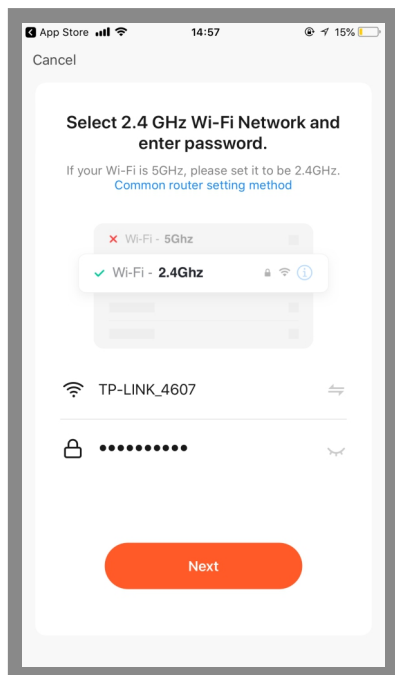 App Store 14:57 15%
Cancel
Select 2.4 GHz Wi-Fi Network and
enter password.
If your Wi-Fi is 5GHz, please set it to be 2.4GHz.
Common router setting method
Wi-Fi - 5Ghz
Wi-Fi - 2.4Ghz
TP-LINK_4607
••••••••••
Next